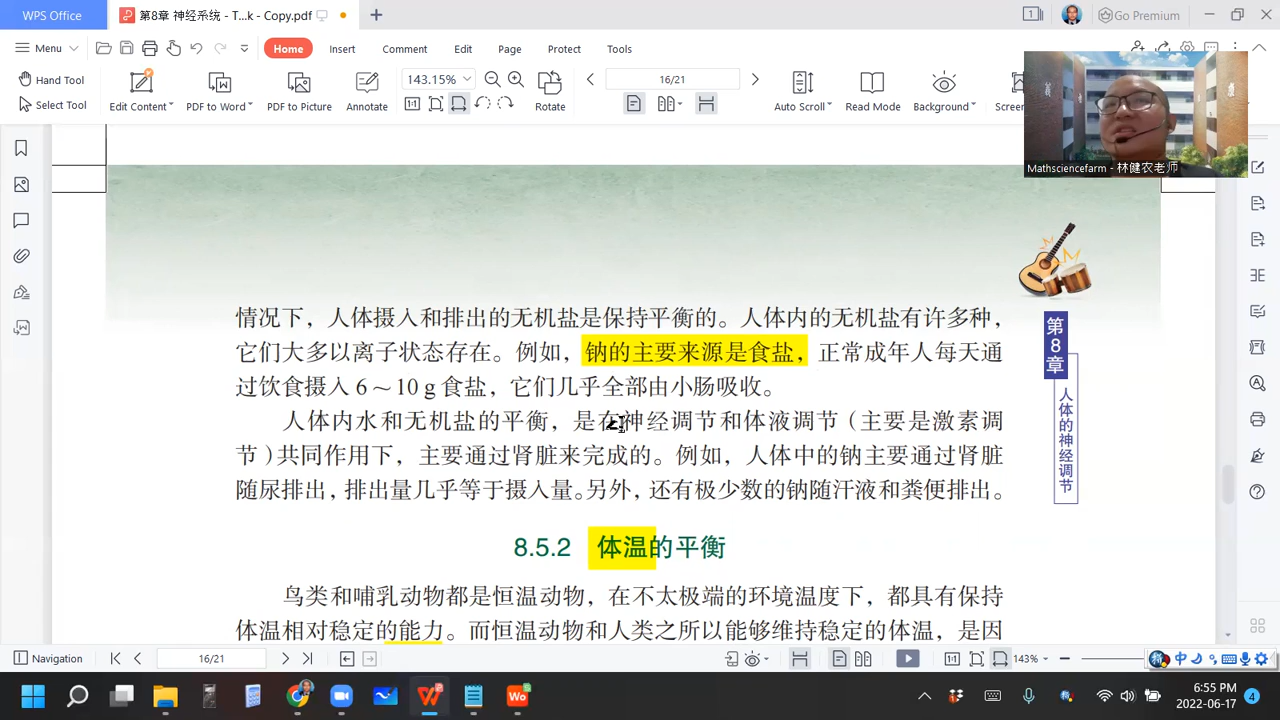 WPS Office
第8章 神经系统 - T...k - Copy.pdf
Go Premium
Menu
Home
Insert
Comment
Edit
Page
Protect
Tools
Hand Tool
Select Tool
Edit Content
PDF to Word
PDF to Picture
Annotate
143.15%
Rotate
16/21
Auto Scroll
Read Mode
Background
Screen
Mathsciencefarm - 林健农老师
情况下，人体摄入和排出的无机盐是保持平衡的。人体内的无机盐有许多种，
它们大多以离子状态存在。例如，钠的主要来源是食盐，正常成年人每天通
过饮食摄入 6～10 g 食盐，它们几乎全部由小肠吸收。
人体内水和无机盐的平衡，是在神经调节和体液调节（主要是激素调
节）共同作用下，主要通过肾脏来完成的。例如，人体中的钠主要通过肾脏
随尿排出，排出量几乎等于摄入量。另外，还有极少数的钠随汗液和粪便排出。
第8章
人体的神经调节
8.5.2 体温的平衡
鸟类和哺乳动物都是恒温动物，在不太极端的环境温度下，都具有保持
体温相对稳定的能力。而恒温动物和人类之所以能够维持稳定的体温，是因
Navigation
16/21
143%
中
6:55 PM
2022-06-17
4